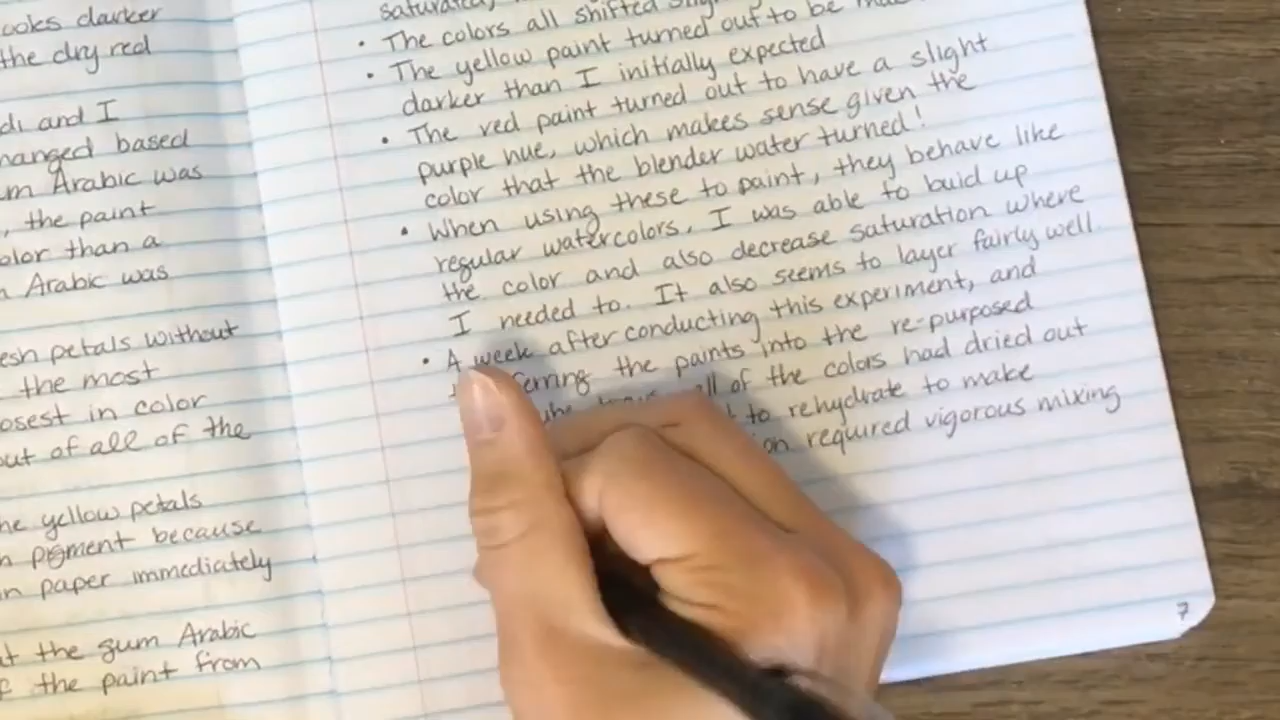 ooks darker
the dry red
and I
hanged based
m Arabic was
, the paint
olor than a
Arabic was
esh petals without
the most
osest in color
out of all of the
he yellow petals
pigment because
n paper immediately
at the gum Arabic
f the paint from
saturated,
• The colors all shifted
• The yellow paint turned out to be
darker than I initially expected
• The red paint turned out to have a slight
purple hue, which makes sense given the
color that the blender water turned!
• When using these to paint, they behave like
regular watercolors. I was able to build up
the color and also decrease saturation where
I needed to. It also seems to layer fairly well
• A week after conducting this experiment, and
ferring the paints into the re-purposed
all of the colors had dried out
to rehydrate to make
on required vigorous mixing
7